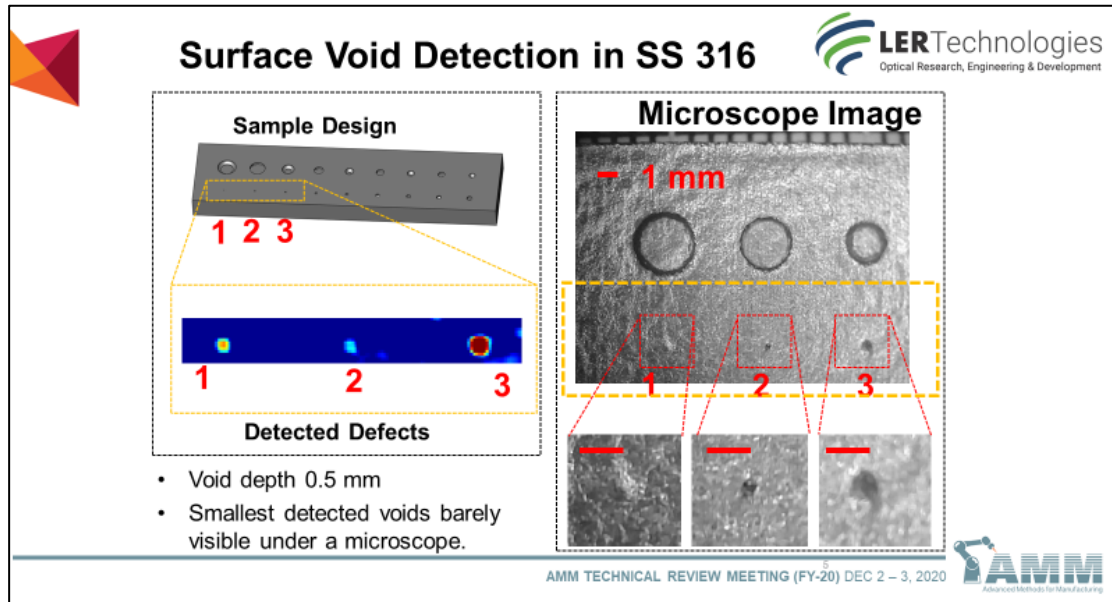 Surface Void Detection in SS 316
LERTechnologies
Optical Research, Engineering & Development
Sample Design
1 2 3
1 2 3
Detected Defects
• Void depth 0.5 mm
• Smallest detected voids barely
visible under a microscope.
Microscope Image
1 mm
1 2 3
5
AMM TECHNICAL REVIEW MEETING (FY-20) DEC 2 – 3, 2020
AMM
Advanced Methods for Manufacturing